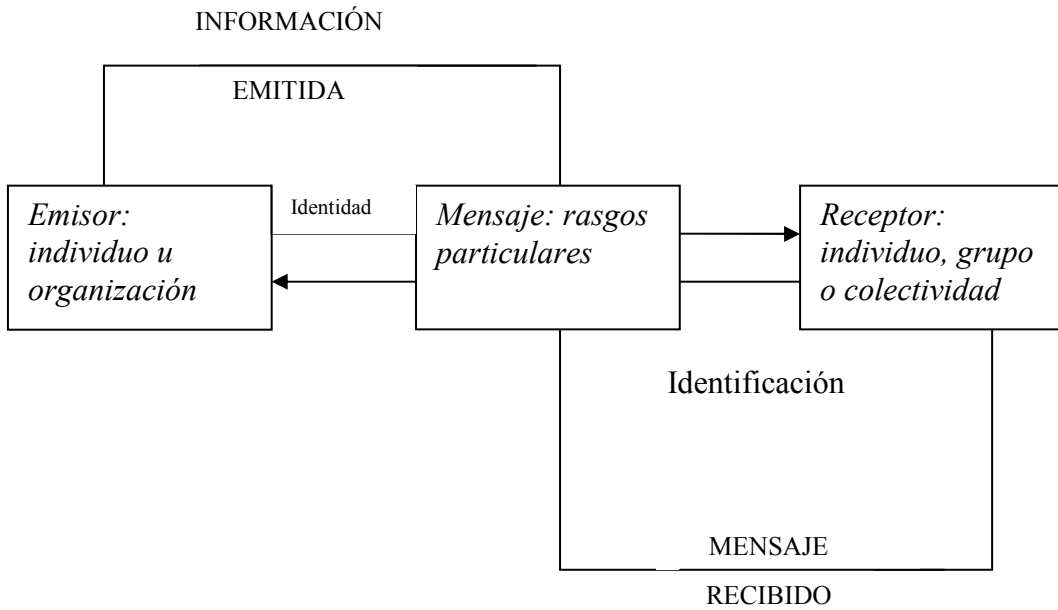 INFORMACIÓN
EMITIDA
Emisor:
individuo u
organización
Identidad
Mensaje: rasgos
particulares
Receptor:
individuo, grupo
o colectividad
Identificación
MENSAJE
RECIBIDO